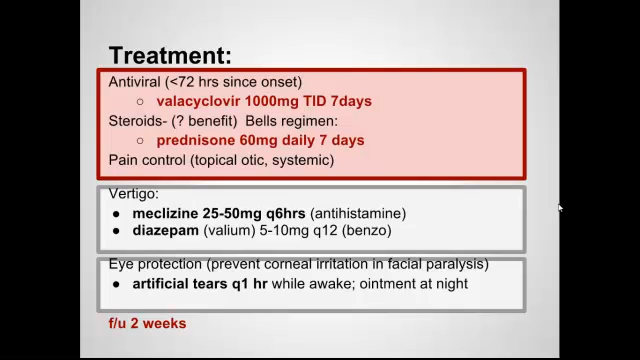 Treatment:
Antiviral (<72 hrs since onset)
○ valacyclovir 1000mg TID 7days
Steroids- (? benefit) Bells regimen:
○ prednisone 60mg daily 7 days
Pain control (topical otic, systemic)
Vertigo:
● meclizine 25-50mg q6hrs (antihistamine)
● diazepam (valium) 5-10mg q12 (benzo)
Eye protection (prevent corneal irritation in facial paralysis)
● artificial tears q1 hr while awake; ointment at night
f/u 2 weeks